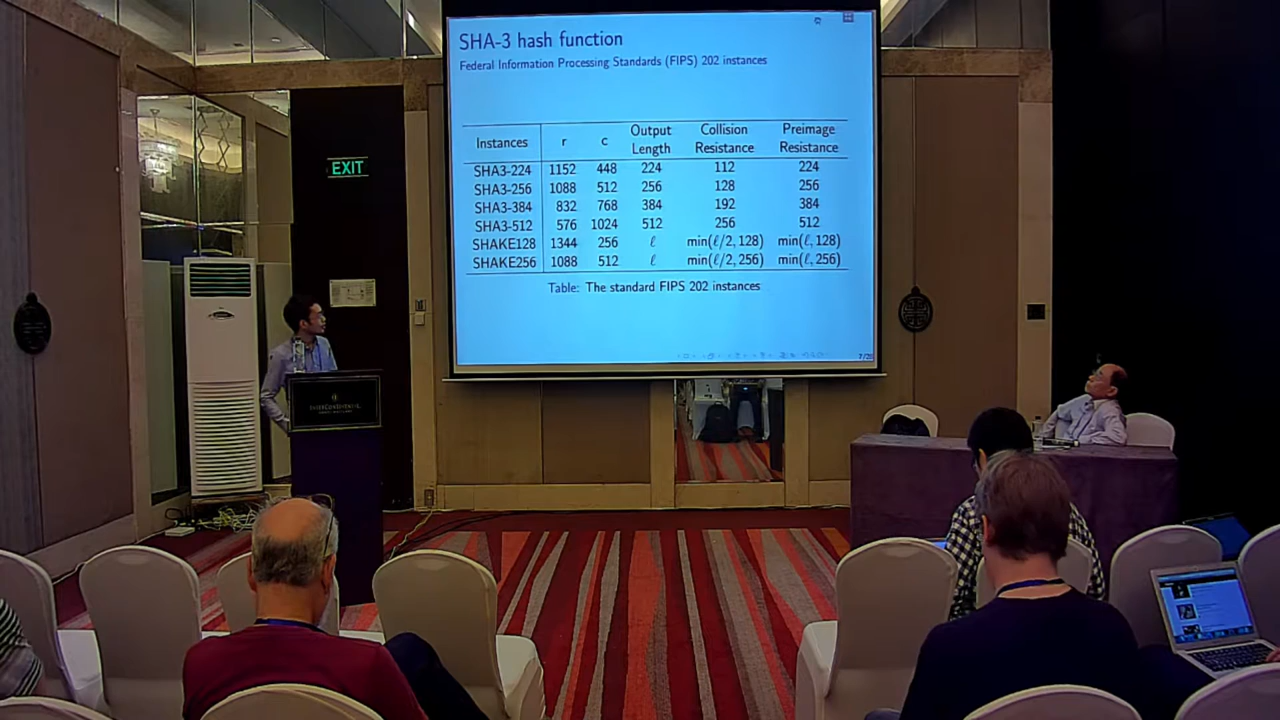 SHA-3 hash function
Federal Information Processing Standards (FIPS) 202 instances
Instances r c Output Length Collision Resistance Preimage Resistance
SHA3-224 1152 448 224 112 224
SHA3-256 1088 512 256 128 256
SHA3-384 832 768 384 192 384
SHA3-512 576 1024 512 256 512
SHAKE128 1344 256 ℓ min(ℓ/2, 128) min(ℓ, 128)
SHAKE256 1088 512 ℓ min(ℓ/2, 256) min(ℓ, 256)
Table: The standard FIPS 202 instances
EXIT
INTERCONTINENTAL